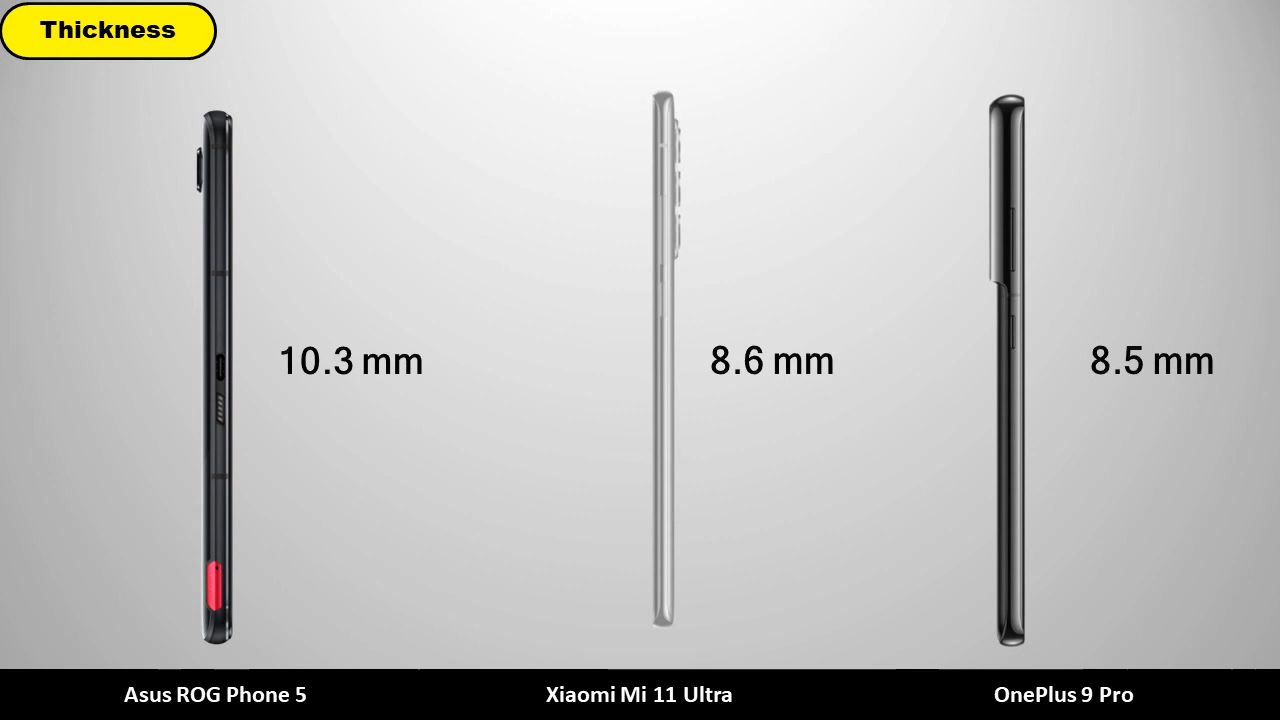 Thickness
10.3 mm
8.6 mm
8.5 mm
Asus ROG Phone 5
Xiaomi Mi 11 Ultra
OnePlus 9 Pro